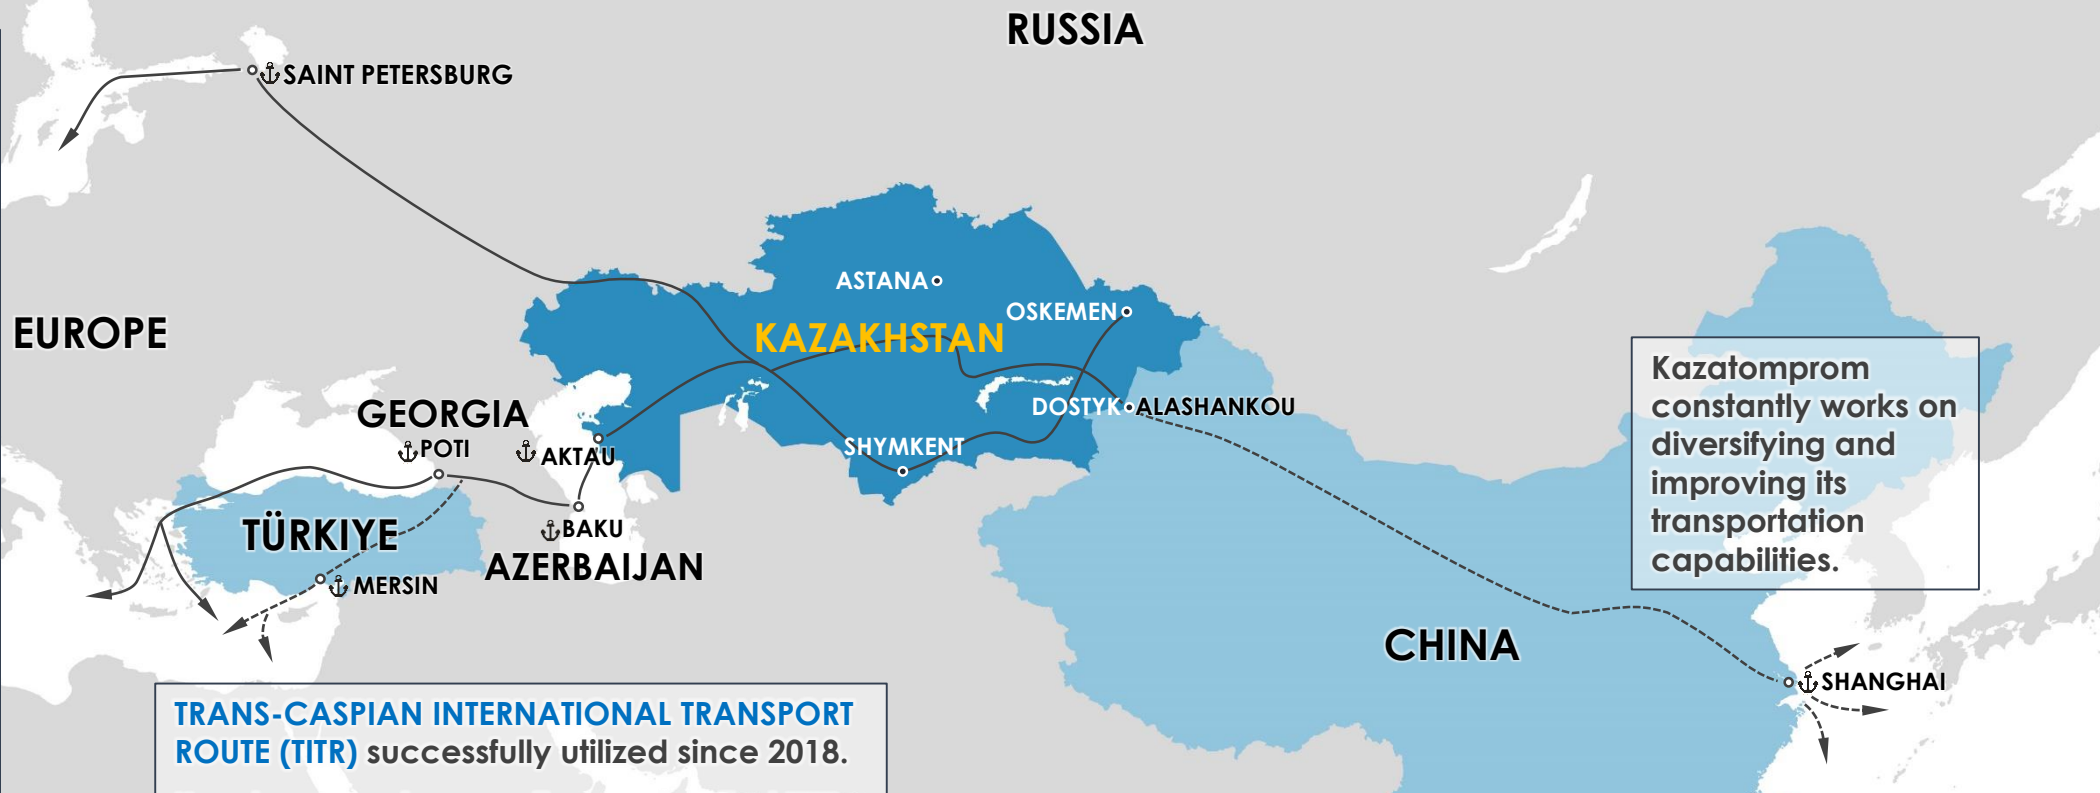 RUSSIA
SAINT PETERSBURG
ASTANA
OSKEMEN
EUROPE
KAZAKHSTAN
Kazatomprom
constantly works on
diversifying and
improving its
transportation
capabilities.
GEORGIA
DOSTYK
ALASHANKOU
POTI
AKTAU
SHYMKENT
TÜRKIYE
BAKU
AZERBAIJAN
MERSIN
CHINA
SHANGHAI
TRANS-CASPIAN INTERNATIONAL TRANSPORT
ROUTE (TITR) successfully utilized since 2018.